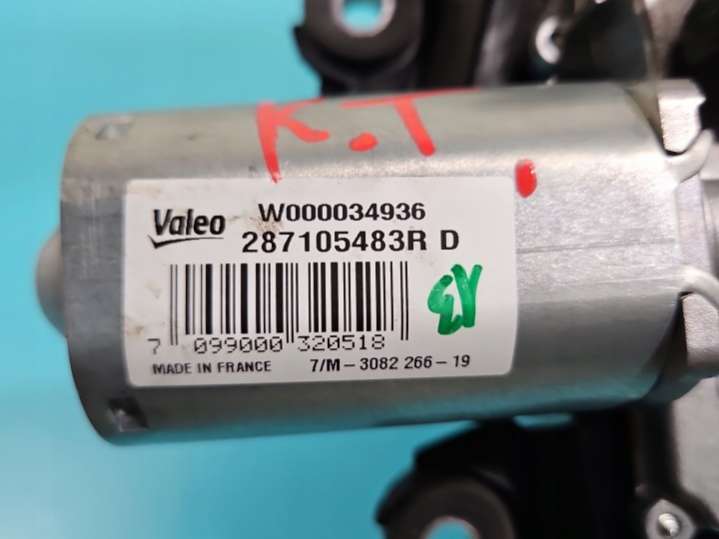 K.T.
Valeo
W000034936
287105483R D
7 099000 320518
MADE IN FRANCE 7/M-3082 266-19